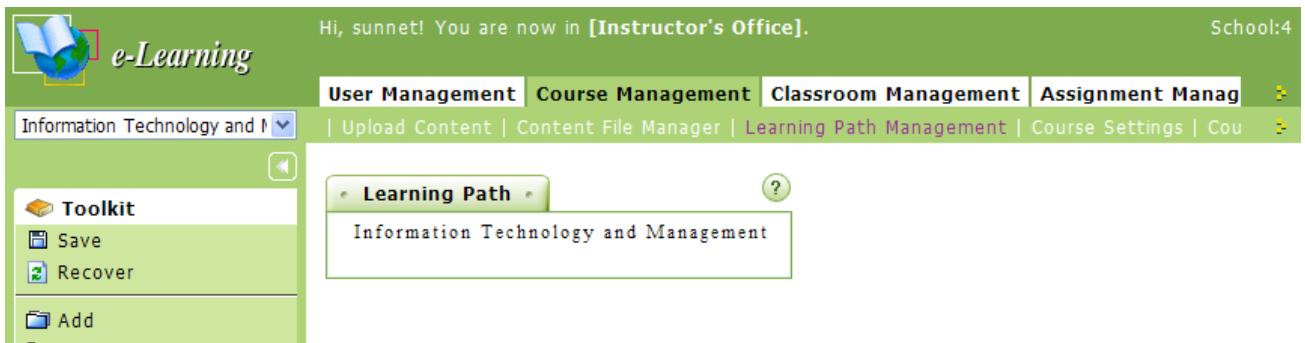 e-Learning
Hi, sunnet! You are now in [Instructor's Office].
School:4
User Management
Course Management
Classroom Management
Assignment Manag
Information Technology and
| Upload Content | Content File Manager | Learning Path Management | Course Settings | Cou
Toolkit
Save
Recover
Add
Learning Path
?
Information Technology and Management